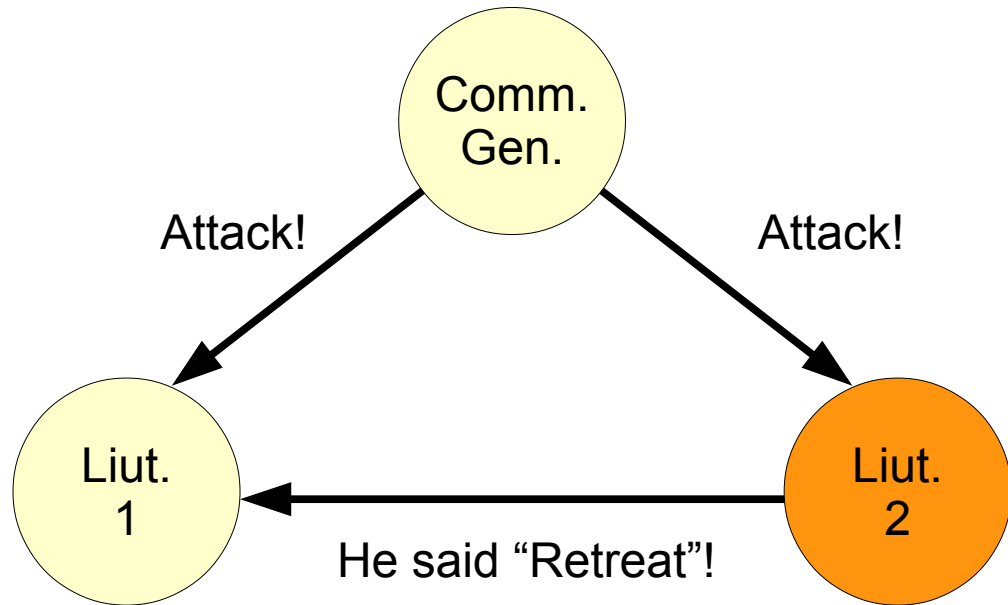 Comm.
Gen.
Attack!
Attack!
Liut.
1
Liut.
2
He said “Retreat”!